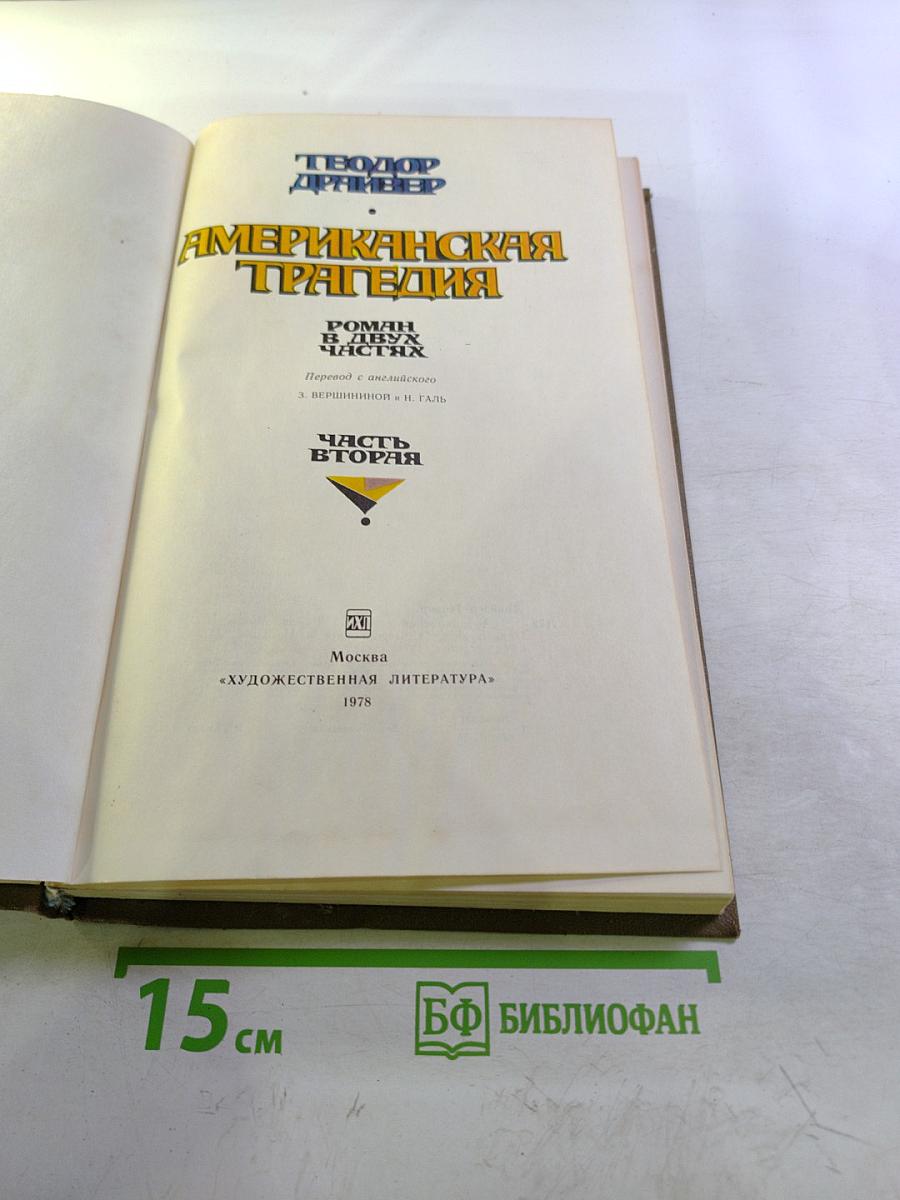 ТЕОДОР
ДРАЙЗЕР
АМЕРИКАНСКАЯ
ТРАГЕДИЯ
РОМАН
В ДВУХ
ЧАСТЯХ
Перевод с английского
З. ВЕРШИНИНОЙ и Н. ГАЛЬ
ЧАСТЬ
ВТОРАЯ
ИХЛ
Москва
«ХУДОЖЕСТВЕННАЯ ЛИТЕРАТУРА»
1978
15 см
БФ БИБЛИОФАН